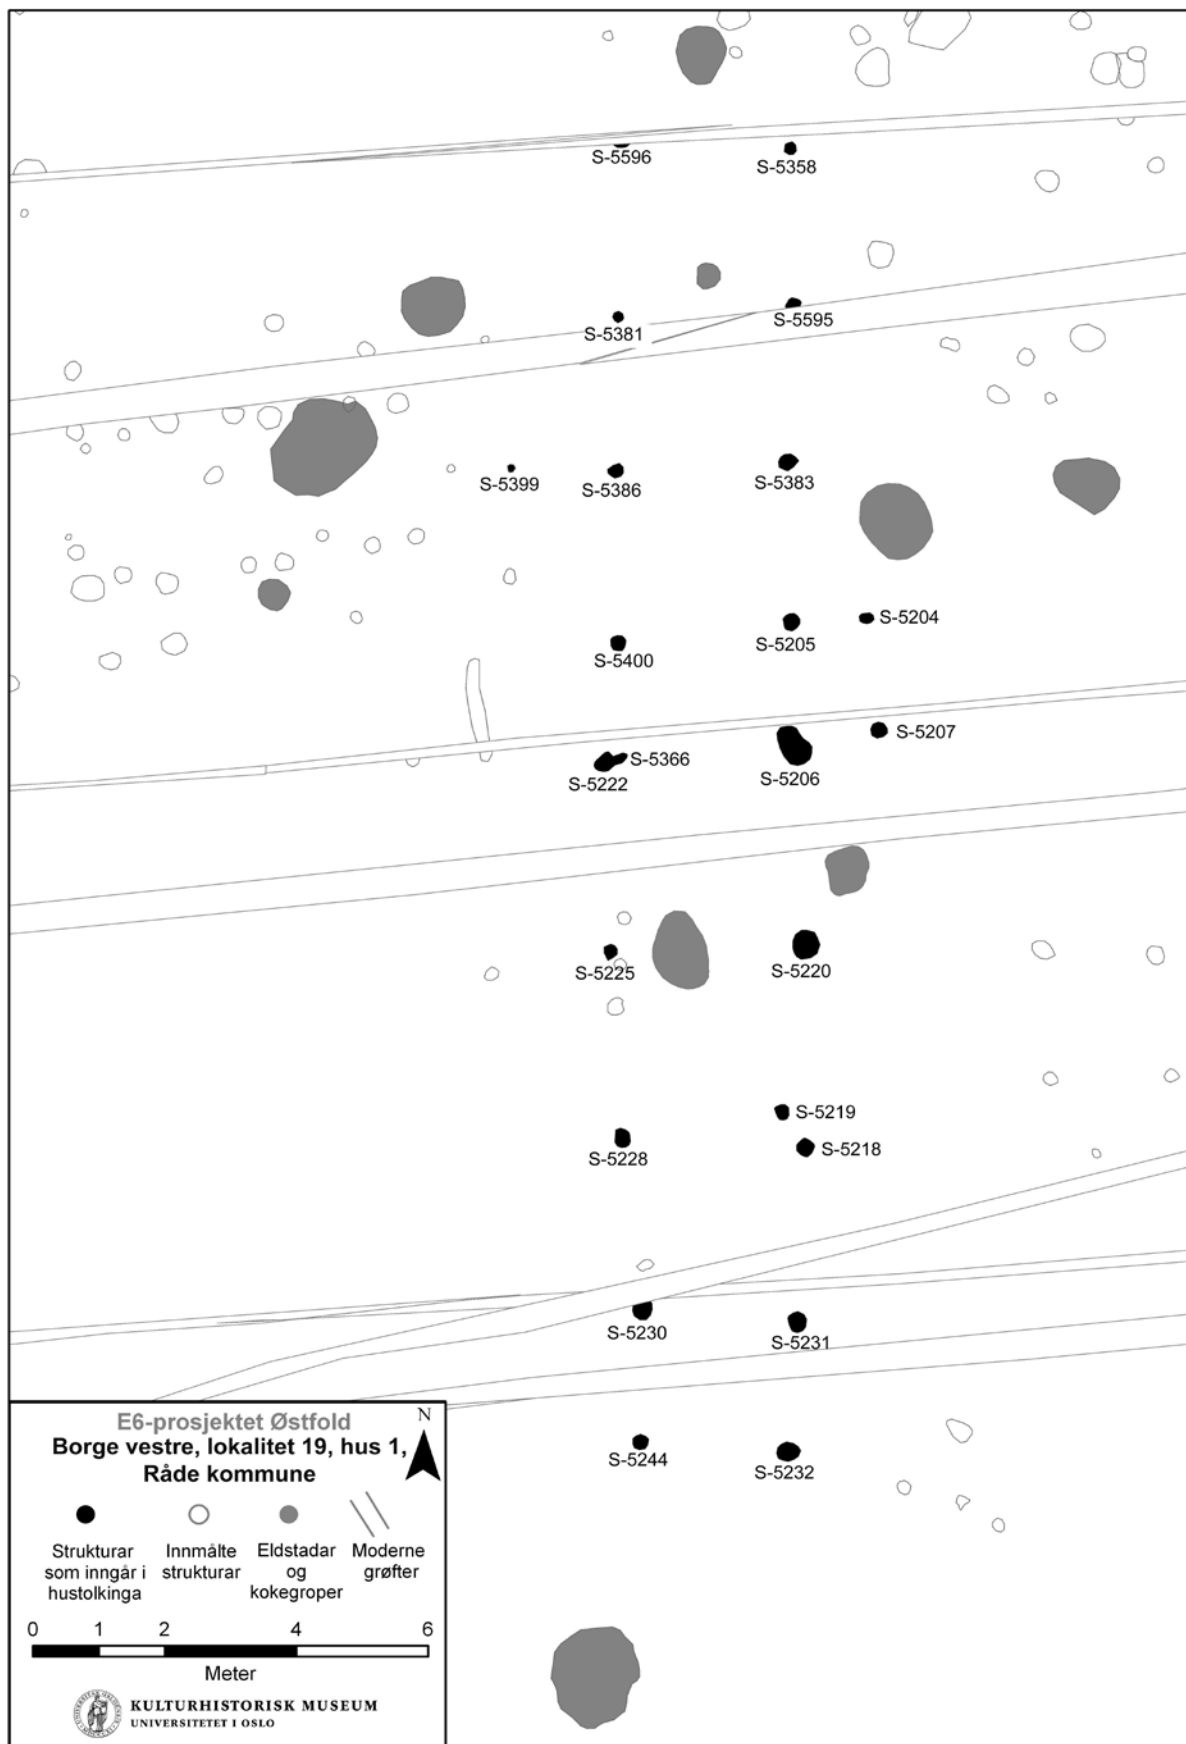 S-5596
S-5358
S-5381
S-5595
S-5399
S-5386
S-5383
S-5400
S-5205
S-5204
S-5207
S-5366
S-5222
S-5206
S-5225
S-5220
S-5219
S-5228
S-5218
S-5230
S-5231
S-5244
S-5232
E6-prosjektet Østfold
N
Borge vestre, lokalitet 19, hus 1,
Råde kommune
Strukturar
som inngår i
hustolkinga
Innmålte
strukturar
Eldstadar
og
kokegroper
Moderne
grøfter
0 1 2 4 6
Meter
KULTURHISTORISK MUSEUM
UNIVERSITETET I OSLO